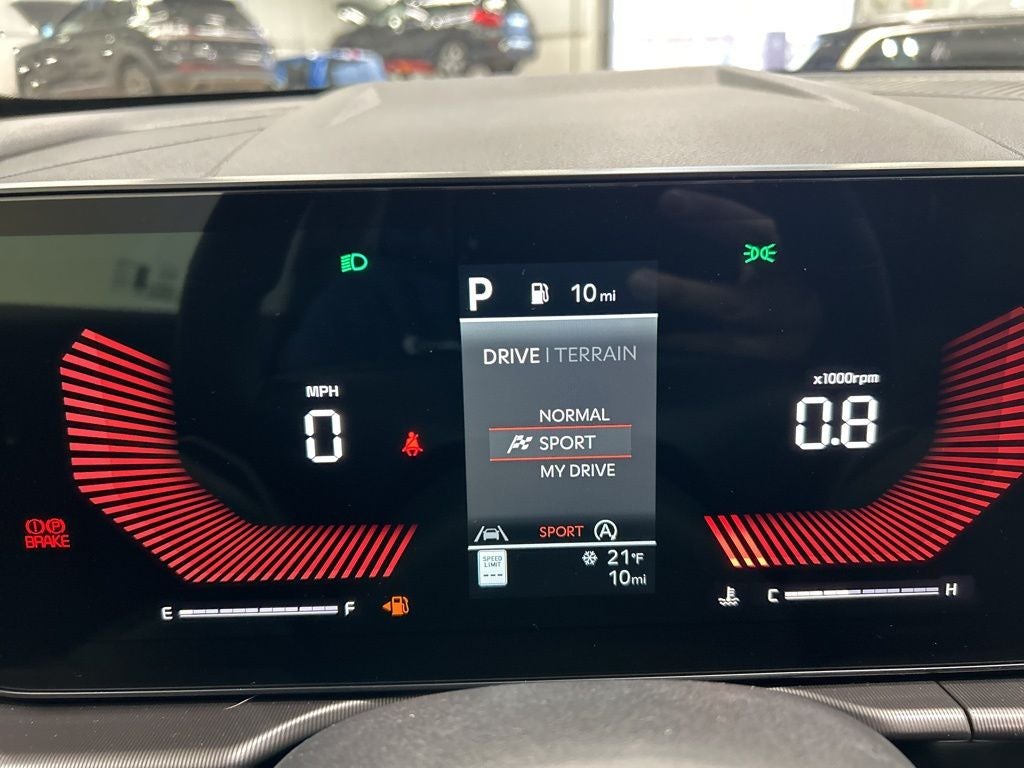 P 10 mi
DRIVE | TERRAIN
MPH
0
NORMAL
SPORT
MY DRIVE
x1000rpm
0.8
P
BRAKE
SPORT A
SPEED
LIMIT
---
21°F
10mi
E F
C H